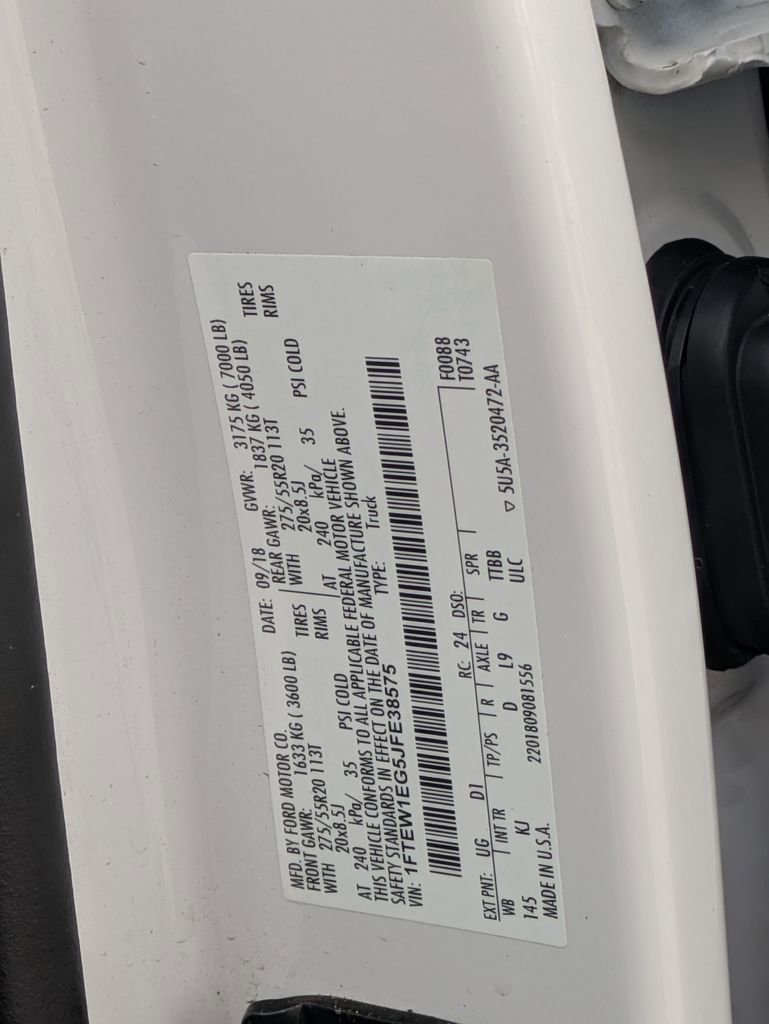 MFD. BY FORD MOTOR CO.
DATE: 09/18 GVWR: 3175 KG ( 7000 LB)
FRONT GAWR: 1633 KG ( 3600 LB) REAR GAWR: 1837 KG ( 4050 LB)
WITH 275/55R20 113T TIRES WITH 275/55R20 113T TIRES
20x8.5J RIMS 20x8.5J RIMS
AT 240 kPa/ 35 PSI COLD AT 240 kPa/ 35 PSI COLD
THIS VEHICLE CONFORMS TO ALL APPLICABLE FEDERAL MOTOR VEHICLE
SAFETY STANDARDS IN EFFECT ON THE DATE OF MANUFACTURE SHOWN ABOVE.
VIN: 1FTEW1EG5JFE38575 TYPE: Truck
F0088
T0743
EXT PNT: UG D1 RC: 24 DSO:
WB INT TR TP/PS R AXLE TR SPR
145 KJ D L9 G TTBB
MADE IN U.S.A. 2201809081556 ULC ▽ 5U5A-3520472-AA